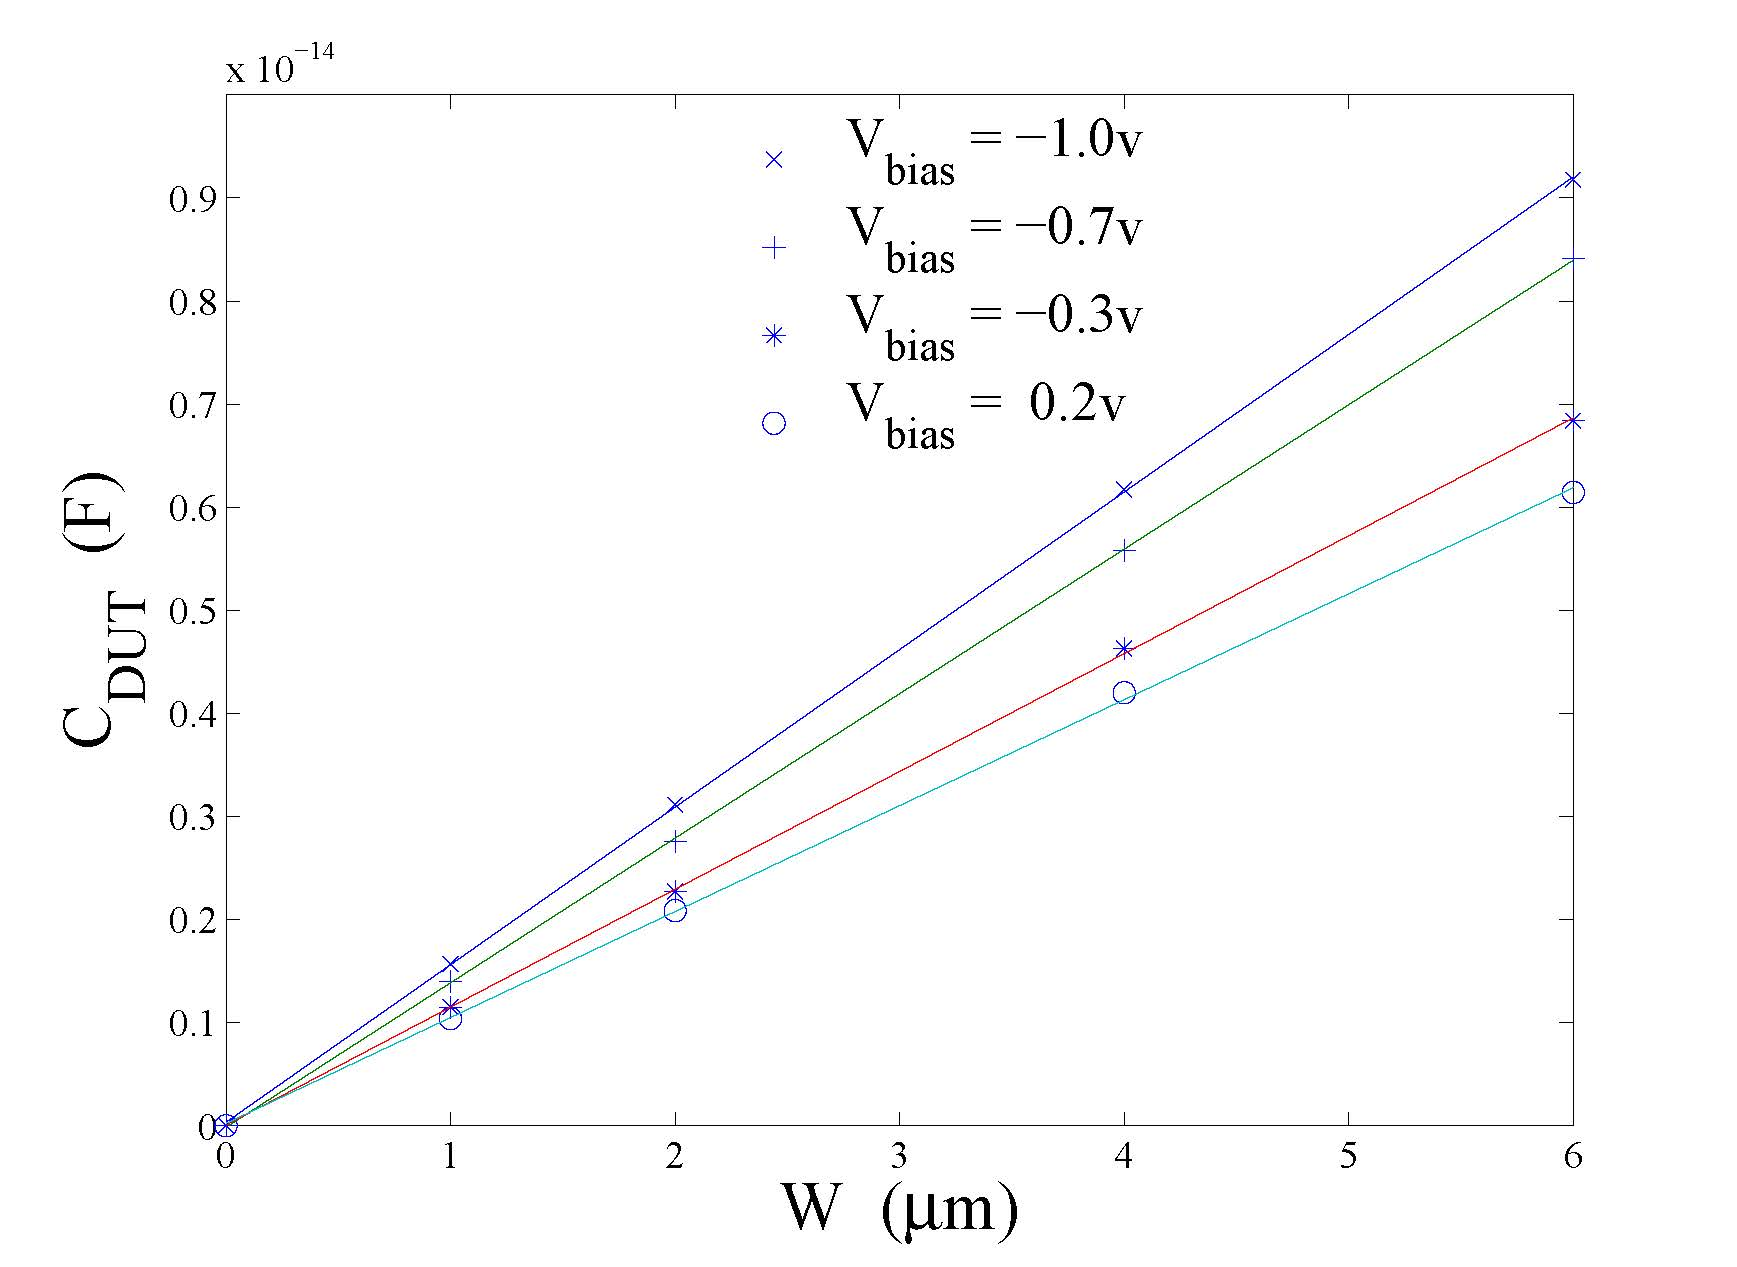 x 10⁻¹⁴
V_bias = −1.0v
V_bias = −0.7v
V_bias = −0.3v
V_bias = 0.2v
0.9
0.8
0.7
0.6
0.5
0.4
0.3
0.2
0.1
0
C_DUT (F)
0 1 2 3 4 5 6
W (μm)